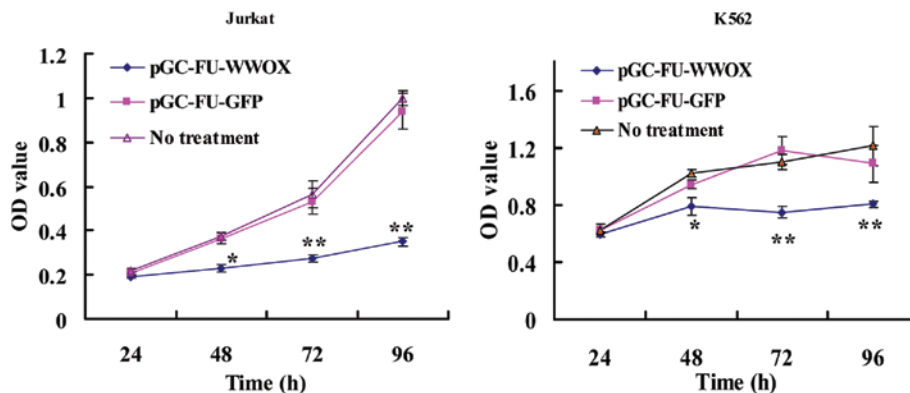 Jurkat
pGC-FU-WWOX
pGC-FU-GFP
No treatment
OD value
1.2
1
0.8
0.6
0.4
0.2
0
*
**
**
24 48 72 96
Time (h)
K562
pGC-FU-WWOX
pGC-FU-GFP
No treatment
OD value
1.6
1.2
0.8
0.4
0
*
**
**
24 48 72 96
Time (h)